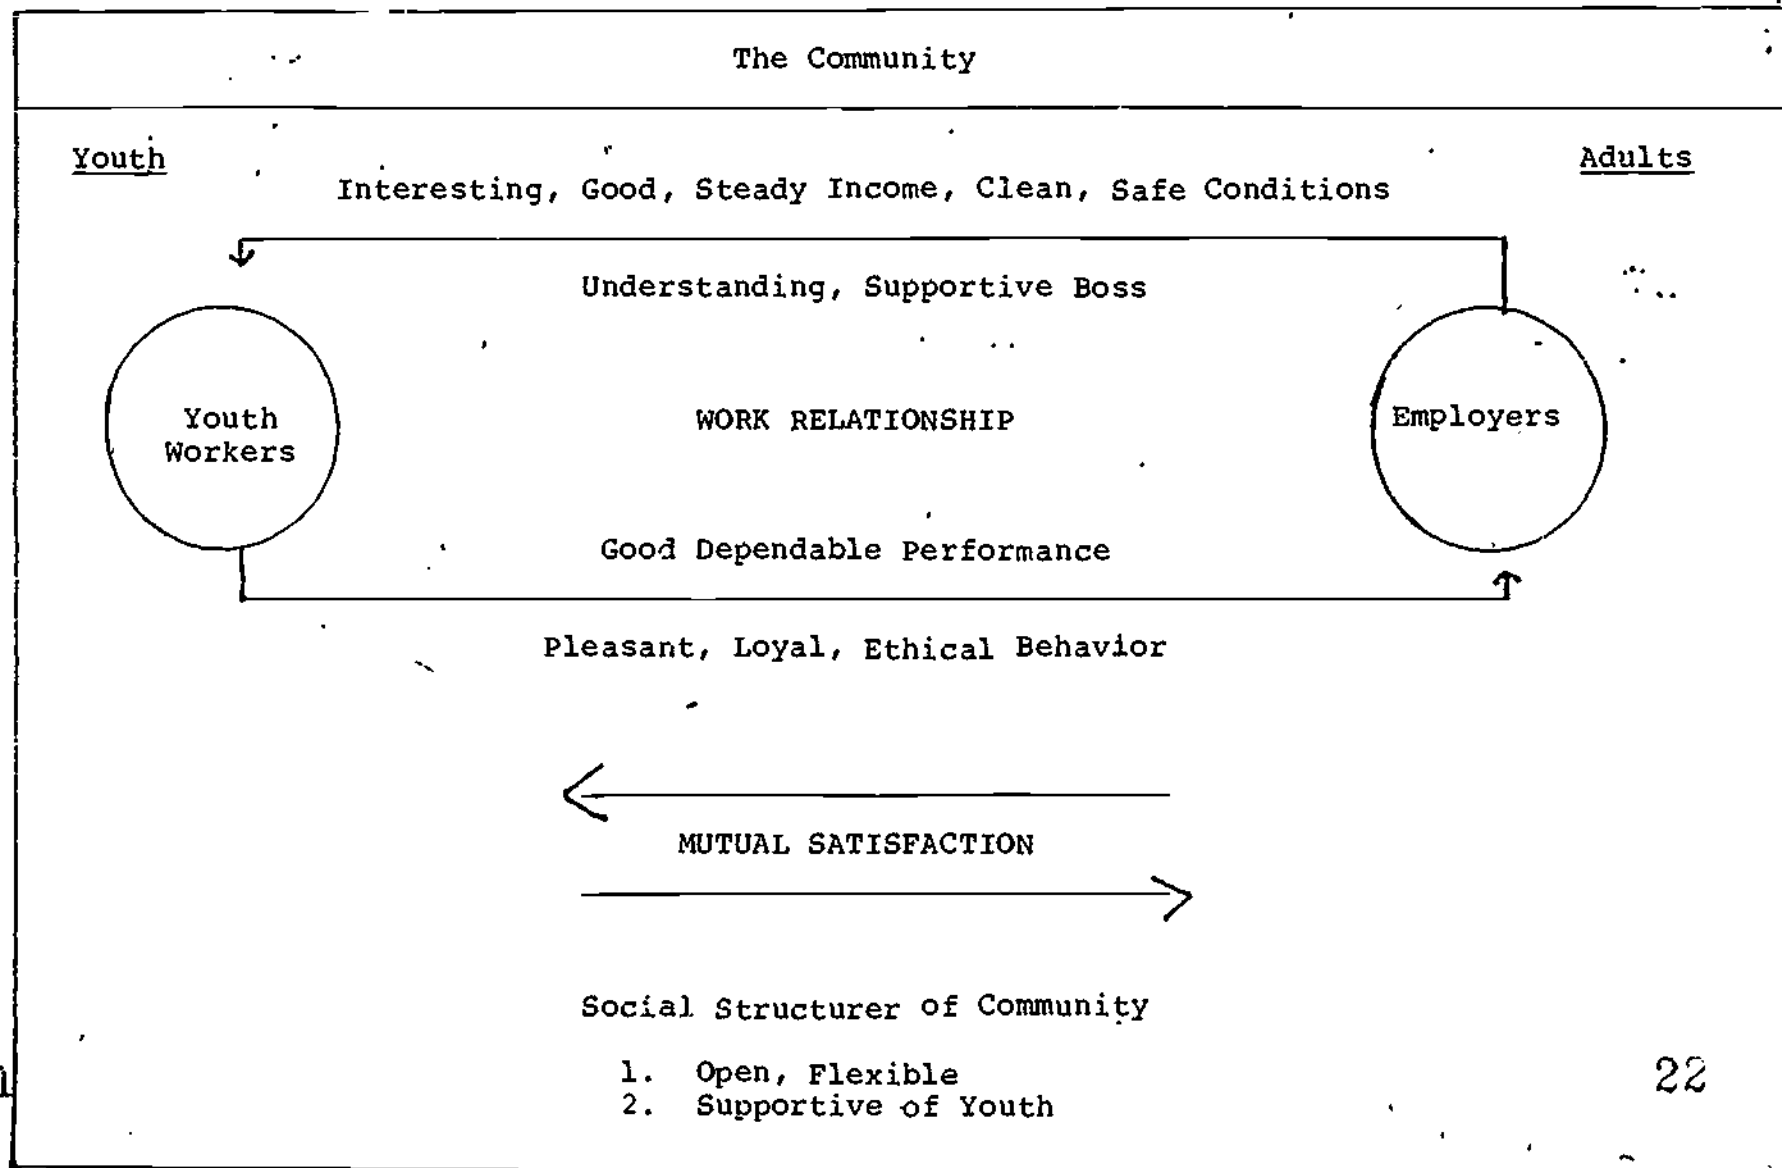 The Community
Youth
Adults
Interesting, Good, Steady Income, Clean, Safe Conditions
Understanding, Supportive Boss
Youth
Workers
WORK RELATIONSHIP
Employers
Good Dependable Performance
Pleasant, Loyal, Ethical Behavior
MUTUAL SATISFACTION
Social Structurer of Community
1. Open, Flexible
2. Supportive of Youth
22